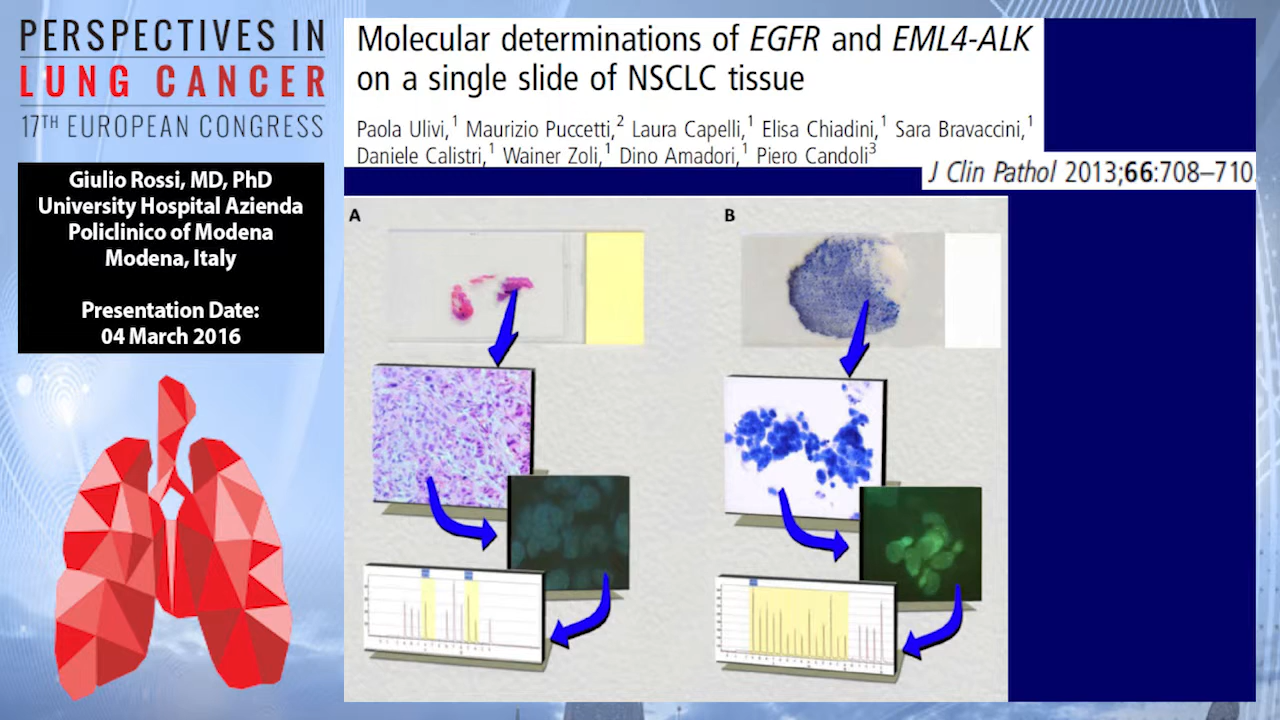 PERSPECTIVES IN
LUNG CANCER
17TH EUROPEAN CONGRESS
Giulio Rossi, MD, PhD
University Hospital Azienda
Policlinico of Modena
Modena, Italy
Presentation Date:
04 March 2016
Molecular determinations of EGFR and EML4-ALK
on a single slide of NSCLC tissue
Paola Ulivi,1 Maurizio Puccetti,2 Laura Capelli,1 Elisa Chiadini,1 Sara Bravaccini,1
Daniele Calistri,1 Wainer Zoli,1 Dino Amadori,1 Piero Candoli3
J Clin Pathol 2013;66:708–710
A
B